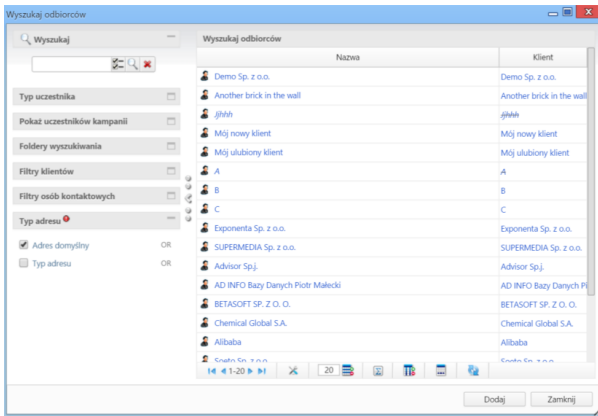 Wyszukaj odbiorców
Wyszukaj
Typ uczestnika
Pokaż uczestników kampanii
Foldery wyszukiwania
Filtry klientów
Filtry osób kontaktowych
Typ adresu
Adres domyślny OR
Typ adresu OR
Wyszukaj odbiorców
Nazwa Klient
Demo Sp. z o.o. Demo Sp. z o.o.
Another brick in the wall Another brick in the wall
Jjhhh Jjhhh
Mój nowy klient Mój nowy klient
Mój ulubiony klient Mój ulubiony klient
A A
B B
C C
Exponenta Sp. z o.o. Exponenta Sp. z o.o.
SUPERMEDIA Sp. z o.o. SUPERMEDIA Sp. z o.o.
Advisor Sp.j. Advisor Sp.j.
AD INFO Bazy Danych Piotr Małecki AD INFO Bazy Danych Pi
BETASOFT SP. Z O. O. BETASOFT SP. Z O. O.
Chemical Global S.A. Chemical Global S.A.
Alibaba Alibaba
1-20 20
Dodaj Zamknij